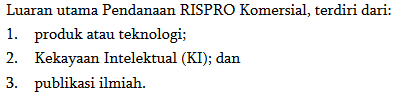 Luaran utama Pendanaan RISPRO Komersial, terdiri dari:
1. produk atau teknologi;
2. Kekayaan Intelektual (KI); dan
3. publikasi ilmiah.